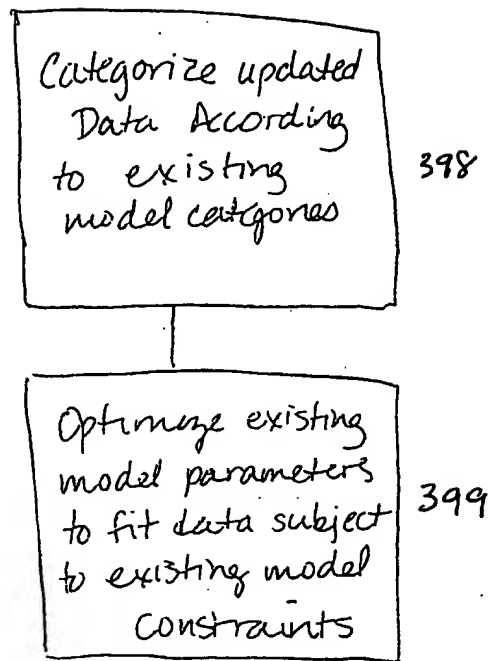 Categorize updated
Data According
to existing
model categories
398
Optimize existing
model parameters
to fit data subject
to existing model
constraints
399